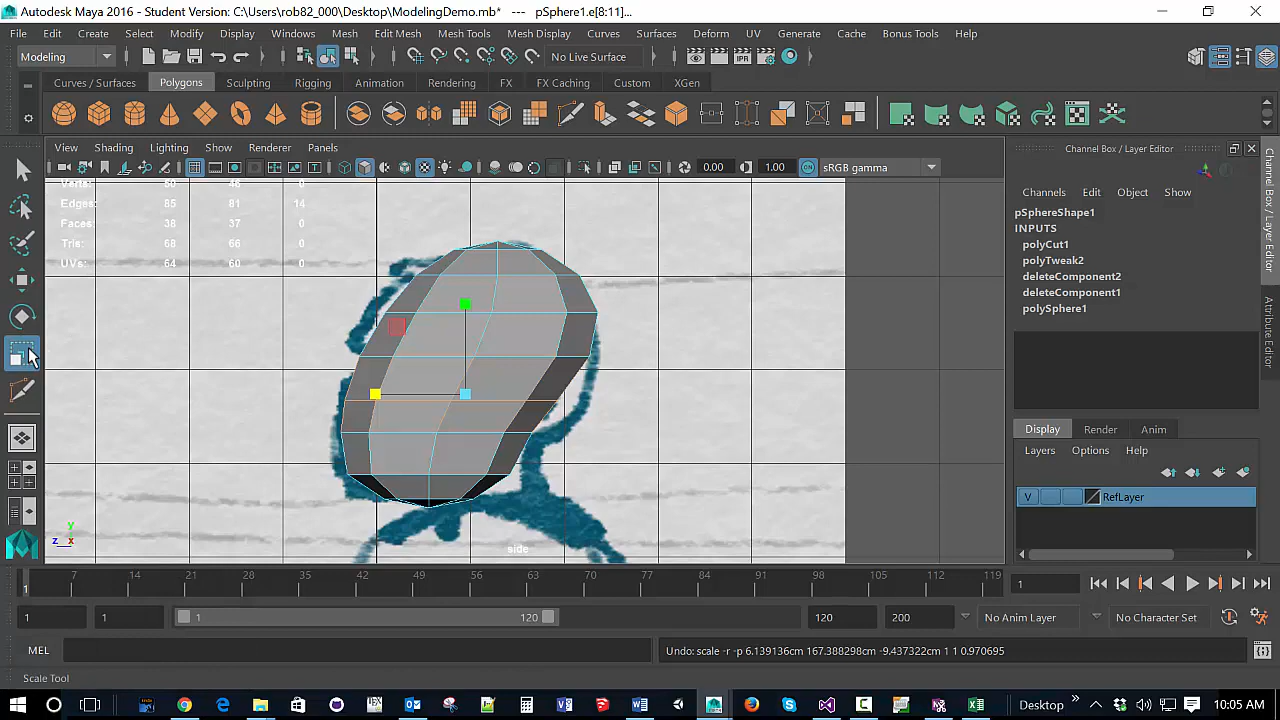 Autodesk Maya 2016 - Student Version: C:\Users\rob82_000\Desktop\ModelingDemo.mb* --- pSphere1.e[8:11]...
File Edit Create Select Modify Display Windows Mesh Edit Mesh Mesh Tools Mesh Display Curves Surfaces Deform UV Generate Cache Bonus Tools Help
Modeling No Live Surface IPR
Curves / Surfaces Polygons Sculpting Rigging Animation Rendering FX FX Caching Custom XGen
View Shading Lighting Show Renderer Panels
0.00 1.00 ON sRGB gamma
Verts: 50 46 0
Edges: 85 81 14
Faces: 38 37 0
Tris: 68 66 0
UVs: 64 60 0
y
z x
side
Channel Box / Layer Editor
Channels Edit Object Show
pSphereShape1
INPUTS
polyCut1
polyTweak2
deleteComponent2
deleteComponent1
polySphere1
Display Render Anim
Layers Options Help
V RefLayer
Channel Box / Layer Editor
Attribute Editor
7 14 21 28 35 42 49 56 63 70 77 84 91 98 105 112 119
1 1
1 1 1 120 120 200 No Anim Layer No Character Set
MEL Undo: scale -r -p 6.139136cm 167.388298cm -9.437322cm 1 1 0.970695
Scale Tool
Desktop 10:05 AM